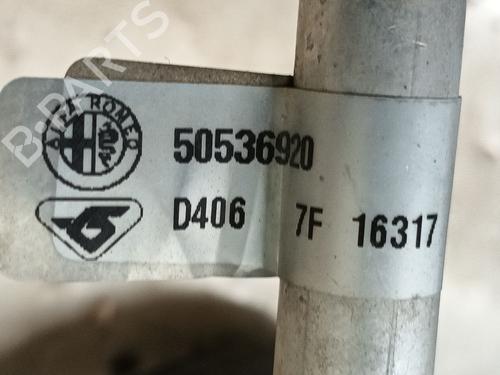 B-PARTS
ALFA ROMEO
50536920
D406 7F 16317